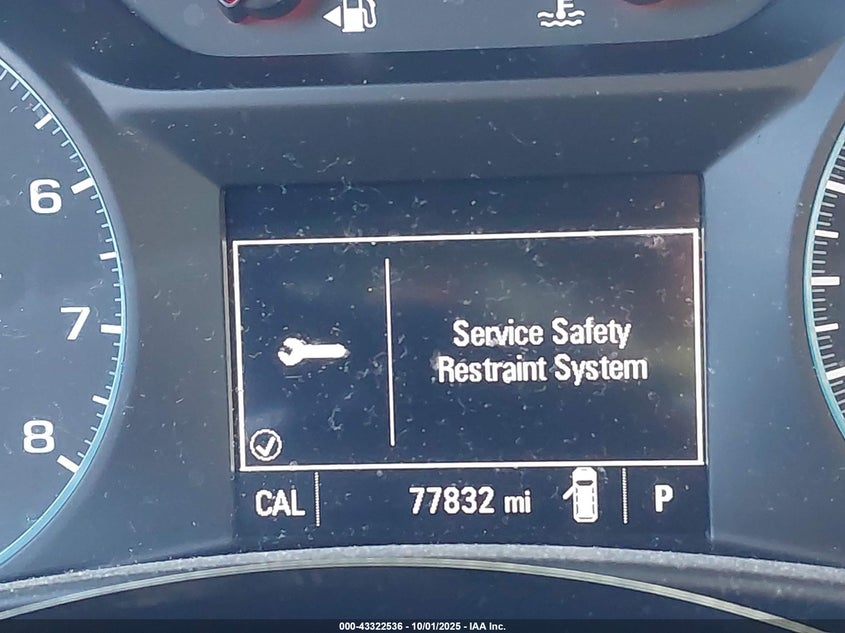 6
7
8
Service Safety
Restraint System
CAL
77832 mi
P
000-43322536 - 10/01/2025 - IAA Inc.